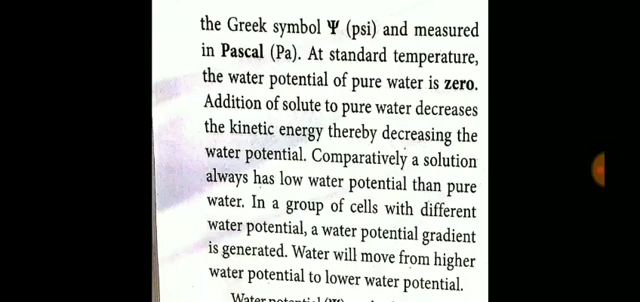 the Greek symbol Ψ (psi) and measured
in Pascal (Pa). At standard temperature,
the water potential of pure water is zero.
Addition of solute to pure water decreases
the kinetic energy thereby decreasing the
water potential. Comparatively a solution
always has low water potential than pure
water. In a group of cells with different
water potential, a water potential gradient
is generated. Water will move from higher
water potential to lower water potential.
Water potential (Ψ)